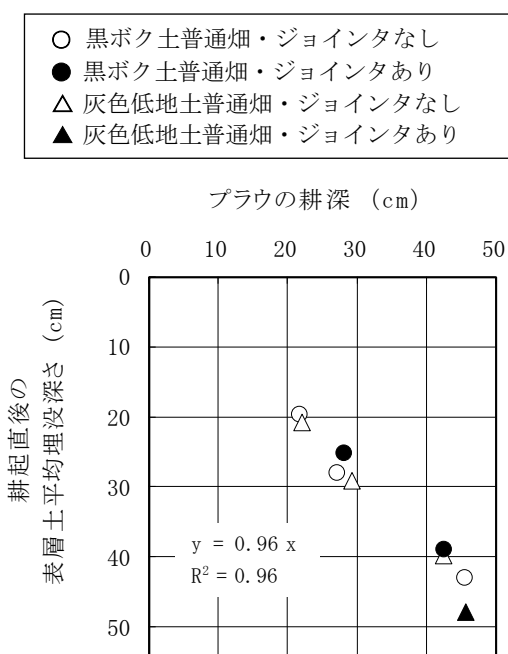 ○ 黒ボク土普通畑・ジョインタなし
● 黒ボク土普通畑・ジョインタあり
△ 灰色低地土普通畑・ジョインタなし
▲ 灰色低地土普通畑・ジョインタあり
プラウの耕深 (cm)
0 10 20 30 40 50
0
10
20
30
40
50
耕起直後の
表層土平均埋没深さ (cm)
y = 0.96 x
R² = 0.96